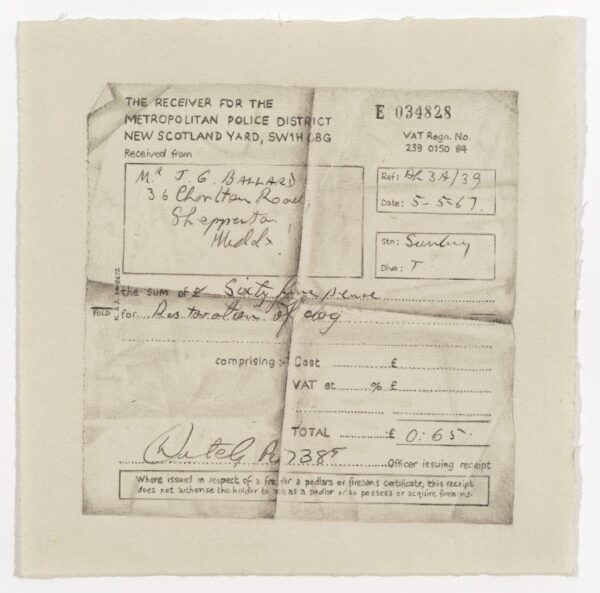 THE RECEIVER FOR THE
METROPOLITAN POLICE DISTRICT
NEW SCOTLAND YARD, SW1H 0BG
E 034828
VAT Regn. No.
239 0150 84
Received from
Mr J. G. BALLARD
36 Charlton Road,
Shepperton,
Middx.
Ref: 3A/39
Date: 5-5-67.
Stn: Sunbury
Divn: T
the sum of £ Sixty five pence
for Restoration of dog
FOLD
comprising:- Cost £
VAT at % £
TOTAL £ 0:65.
Officer issuing receipt
Where issued in respect of a fee for a pedlars or firearms certificate, this receipt
does not authorise the holder to act as a pedlar or to possess or acquire firearms.